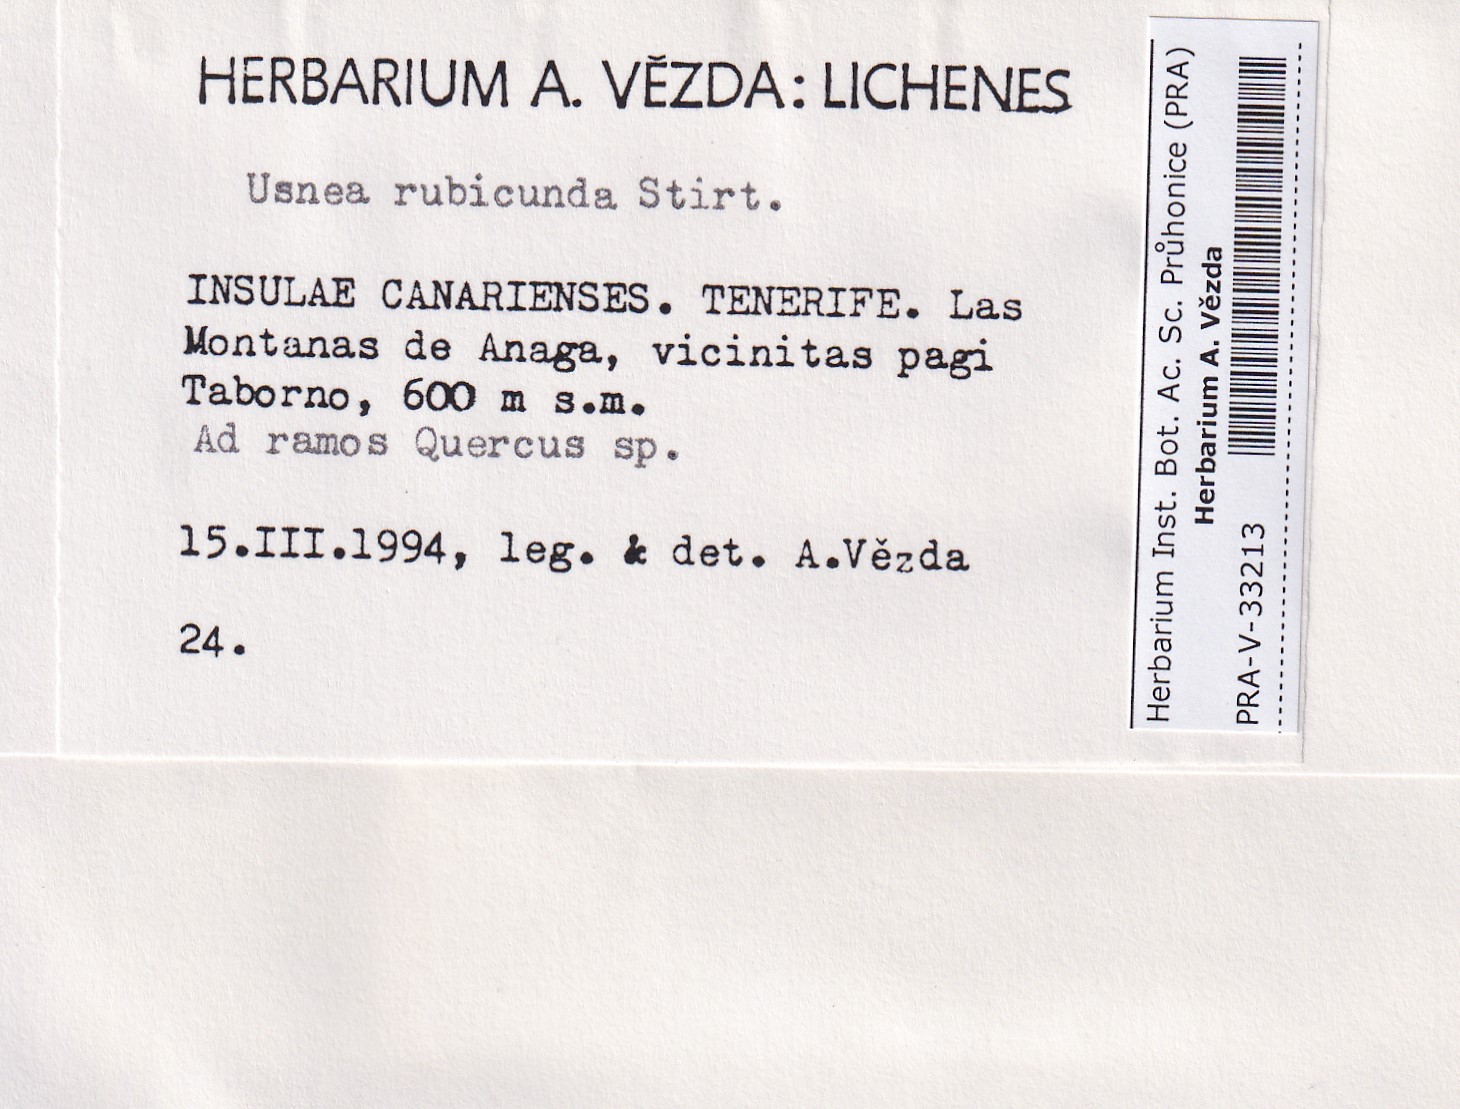 HERBARIUM A. VĚZDA: LICHENES
Usnea rubicunda Stirt.
INSULAE CANARIENSES. TENERIFE. Las
Montanas de Anaga, vicinitas pagi
Taborno, 600 m s.m.
Ad ramos Quercus sp.
15.III.1994, leg. & det. A.Vězda
24.
Herbarium Inst. Bot. Ac. Sc. Průhonice (PRA)
Herbarium A. Vězda
PRA-V-33213